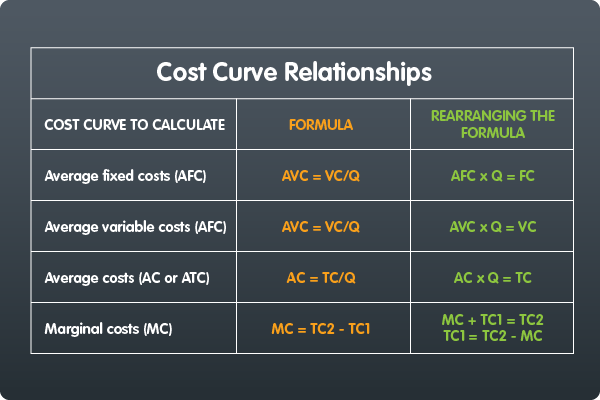 Cost Curve Relationships
COST CURVE TO CALCULATE
FORMULA
REARRANGING THE
FORMULA
Average fixed costs (AFC)
AVC = VC/Q
AFC x Q = FC
Average variable costs (AFC)
AVC = VC/Q
AVC x Q = VC
Average costs (AC or ATC)
AC = TC/Q
AC x Q = TC
Marginal costs (MC)
MC = TC2 - TC1
MC + TC1 = TC2
TC1 = TC2 - MC